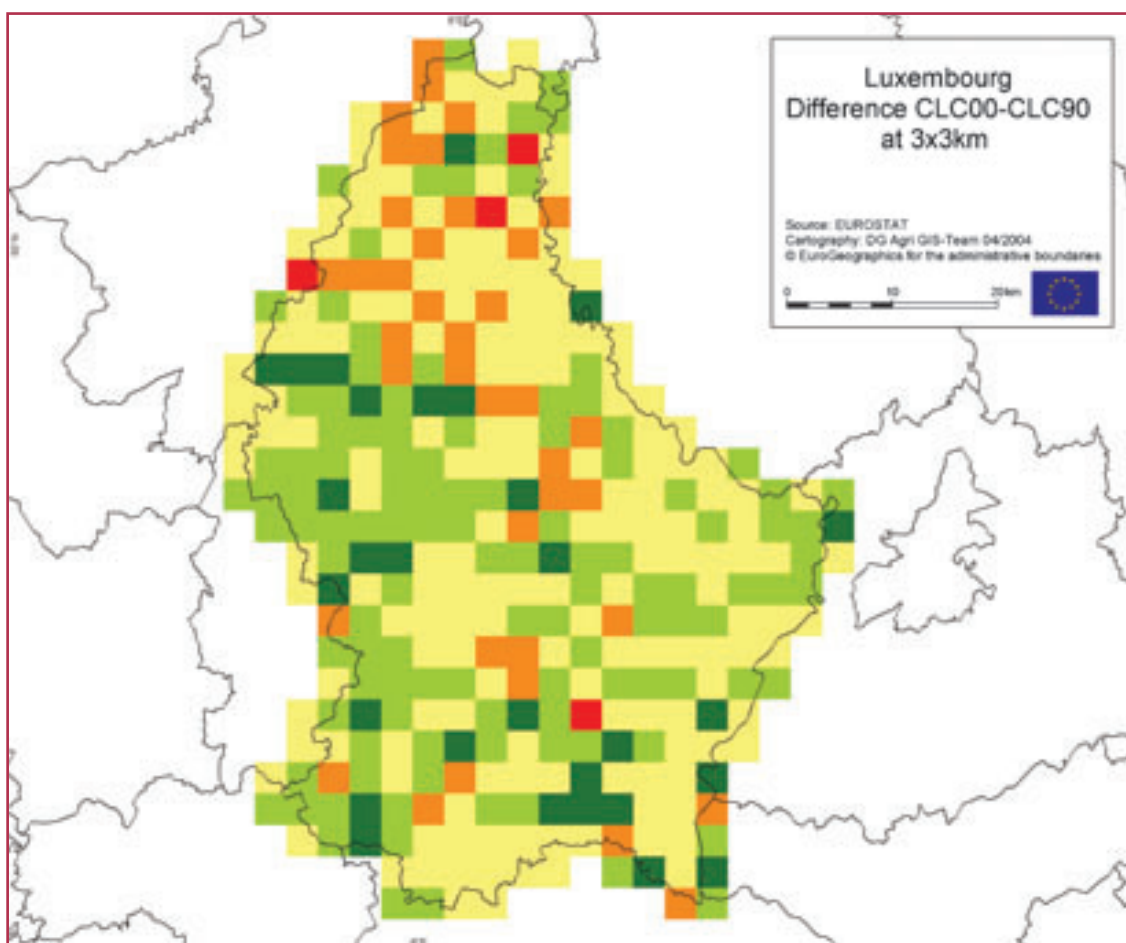 Luxembourg
Difference CLC00-CLC90
at 3x3km
Source: EUROSTAT
Cartography: DG Agri GIS-Team 04/2004
© EuroGeographics for the administrative boundaries
0 10 20km